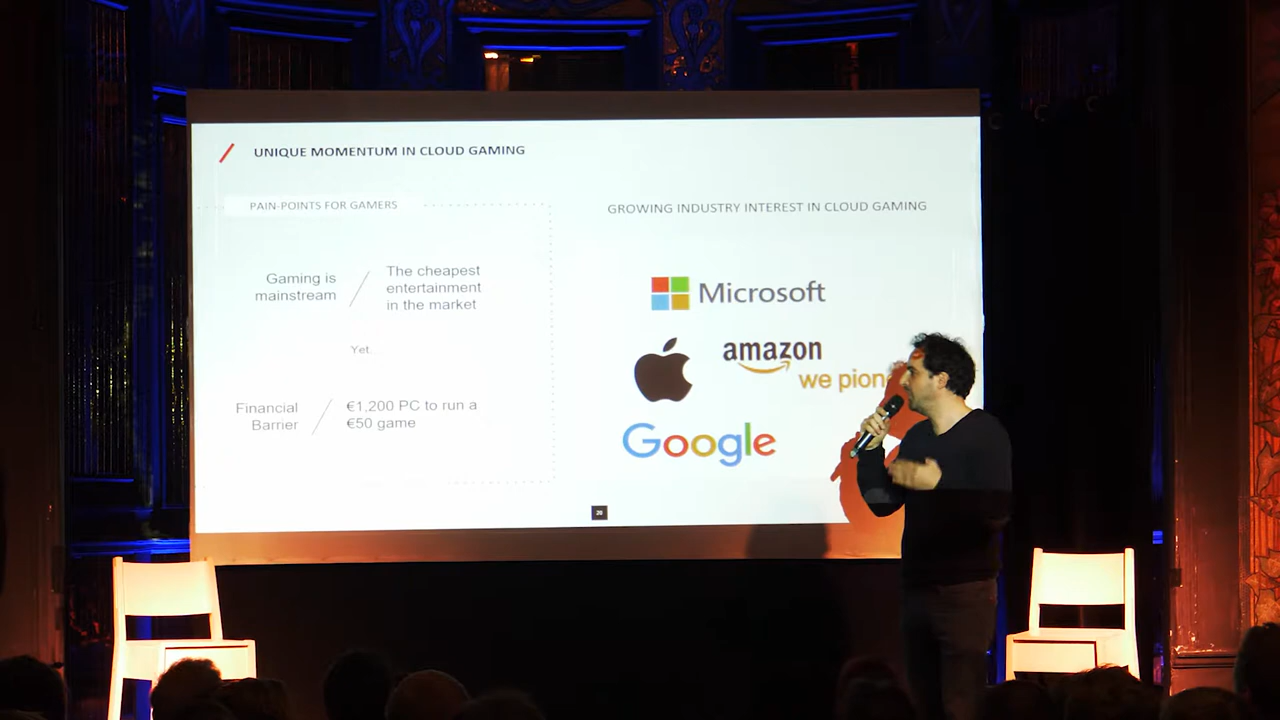 UNIQUE MOMENTUM IN CLOUD GAMING
PAIN-POINTS FOR GAMERS
Gaming is
mainstream
The cheapest
entertainment
in the market
Yet...
Financial
Barrier
€1,200 PC to run a
€50 game
GROWING INDUSTRY INTEREST IN CLOUD GAMING
Microsoft
amazon
we pion
Google
20